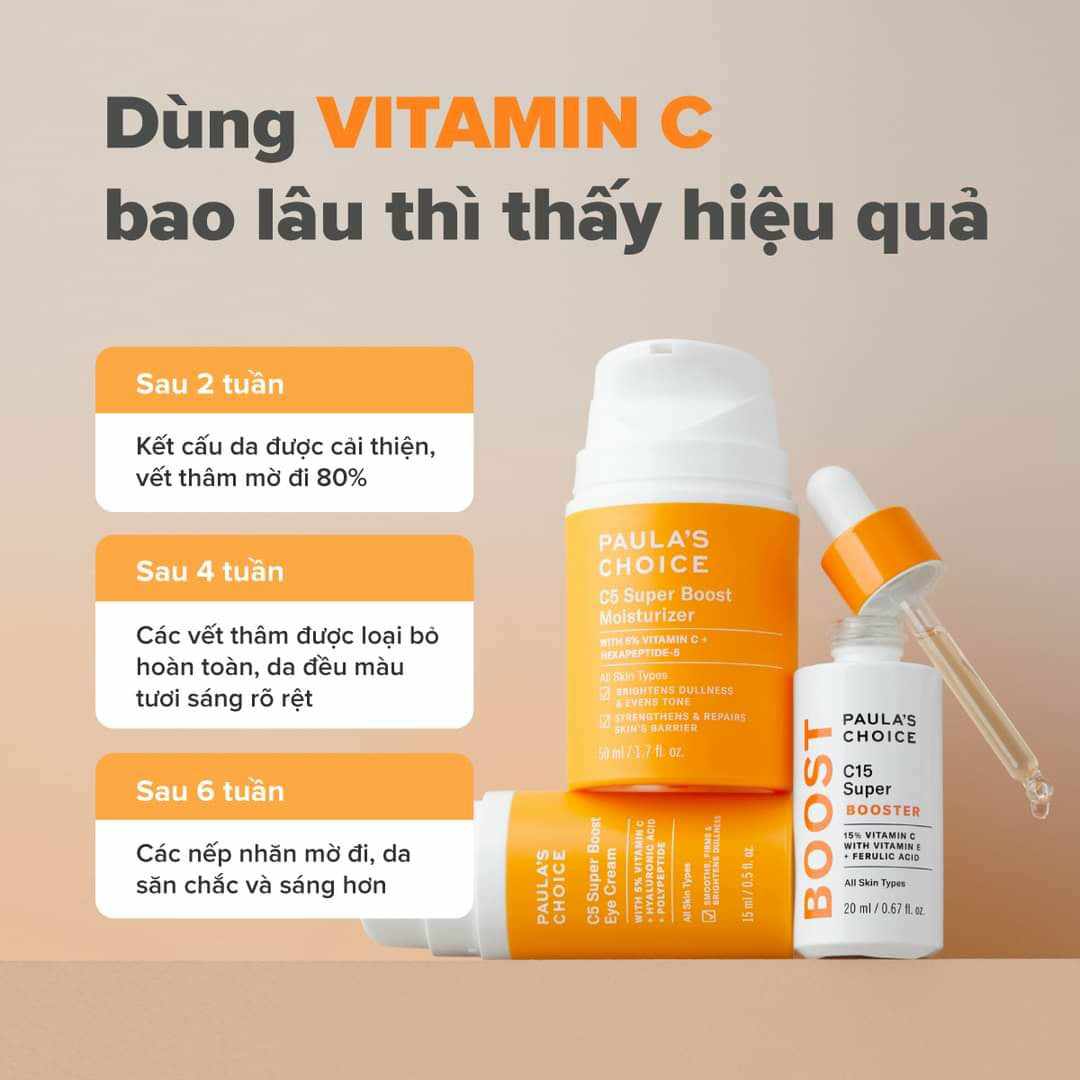 Dùng VITAMIN C
bao lâu thì thấy hiệu quả
Sau 2 tuần
Kết cấu da được cải thiện,
vết thâm mờ đi 80%
Sau 4 tuần
Các vết thâm được loại bỏ
hoàn toàn, da đều màu
tươi sáng rõ rệt
Sau 6 tuần
Các nếp nhăn mờ đi, da
săn chắc và sáng hơn
PAULA'S
CHOICE
C5 Super Boost
Moisturizer
WITH 5% VITAMIN C +
HEXAPEPTIDE-5
All Skin Types
BRIGHTENS DULLNESS
& EVENS TONE
STRENGTHENS & REPAIRS
SKIN'S BARRIER
50 ml / 1.7 fl. oz.
PAULA'S
CHOICE
C5 Super Boost
Eye Cream
WITH 5% VITAMIN C
+ HYALURONIC ACID
+ POLYPEPTIDE
All Skin Types
SMOOTHS, FIRMS &
BRIGHTENS DULLNESS
15 ml / 0.5 fl. oz.
BOOST
PAULA'S
CHOICE
C15
Super
BOOSTER
15% VITAMIN C
WITH VITAMIN E
+ FERULIC ACID
All Skin Types
20 ml / 0.67 fl. oz.